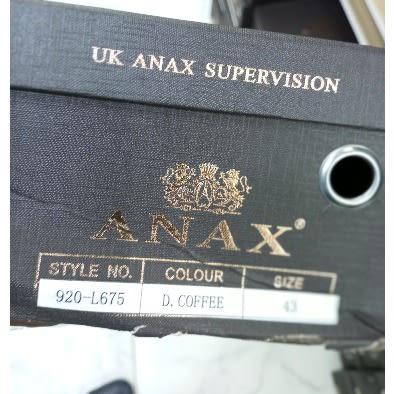 UK ANAX SUPERVISION
ANAX®
STYLE NO. COLOUR SIZE
920-L675 D. COFFEE 43